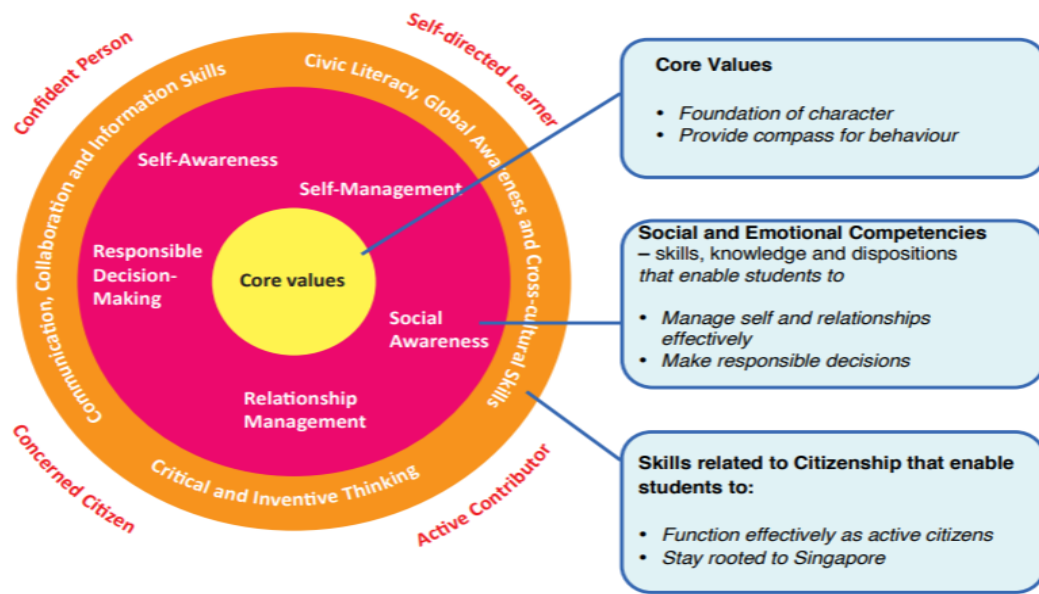 Confident Person
Self-directed Learner
Communication, Collaboration and Information Skills
Civic Literacy, Global Awareness and Cross-cultural Skills
Self-Awareness
Self-Management
Responsible
Decision-
Making
Core values
Social
Awareness
Relationship
Management
Critical and Inventive Thinking
Concerned Citizen
Active Contributor
Core Values
• Foundation of character
• Provide compass for behaviour
Social and Emotional Competencies
– skills, knowledge and dispositions
that enable students to
• Manage self and relationships
effectively
• Make responsible decisions
Skills related to Citizenship that enable
students to:
• Function effectively as active citizens
• Stay rooted to Singapore